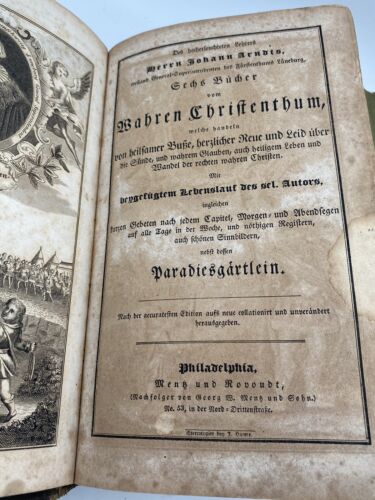 Des hocherleuchteten Lehrers
Herrn Johann Arndts,
weiland General-Superintendenten des Fürstenthums Lüneburg,
Sechs Bücher
vom
Wahren Christenthum,
welche handeln
von heilsamer Buße, herzlicher Reue und Leid über
die Sünde, und wahrem Glauben, auch heiligem Leben und
Wandel der rechten wahren Christen.
Mit
beygefügtem Lebenslauf des sel. Autors,
ingleichen
kurzen Gebeten nach jedem Capitel, Morgen- und Abendsegen
auf alle Tage in der Woche, und nöthigen Registern,
auch schönen Sinnbildern,
nebst dessen
Paradiesgärtlein.
Nach der accuratesten Edition aufs neue collationirt und unverändert
herausgegeben.
Philadelphia,
Mentz und Rovoudt,
(Nachfolger von Georg W. Mentz und Sohn.)
No. 53, in der Nord-Drittenstraße.
Stereotypirt bey J. Howe.